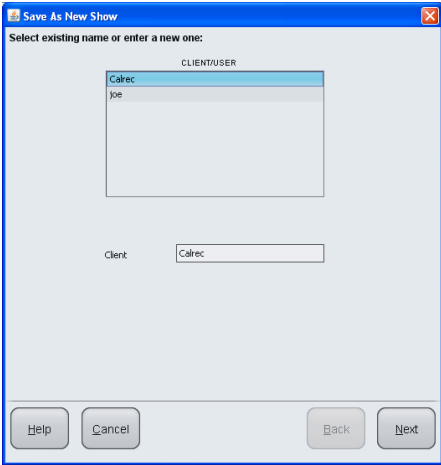 Save As New Show
Select existing name or enter a new one:
CLIENT/USER
Calrec
joe
Client
Calrec
Help
Cancel
Back
Next